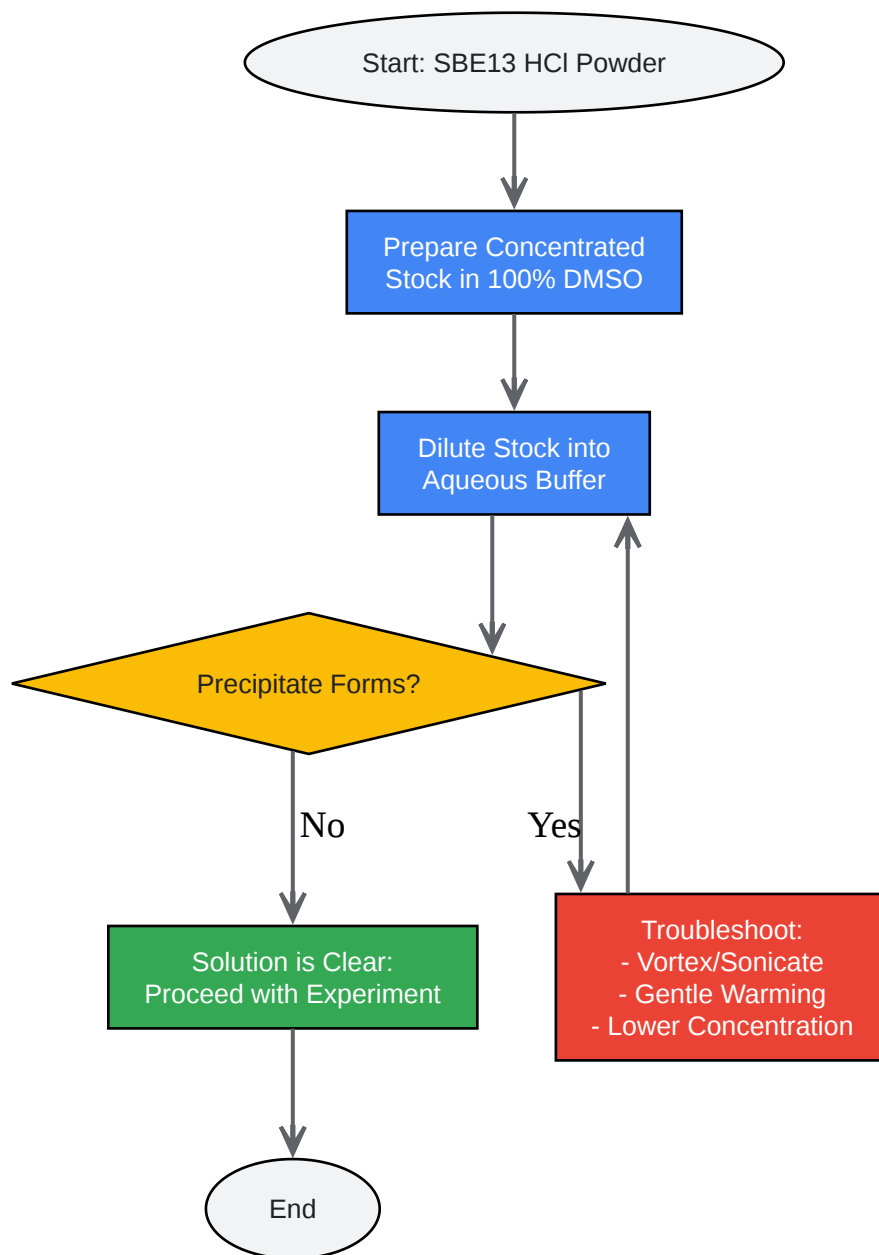 Start: SBE13 HCl Powder
Prepare Concentrated
Stock in 100% DMSO
Dilute Stock into
Aqueous Buffer
Precipitate Forms?
No
Yes
Solution is Clear:
Proceed with Experiment
Troubleshoot:
- Vortex/Sonicate
- Gentle Warming
- Lower Concentration
End